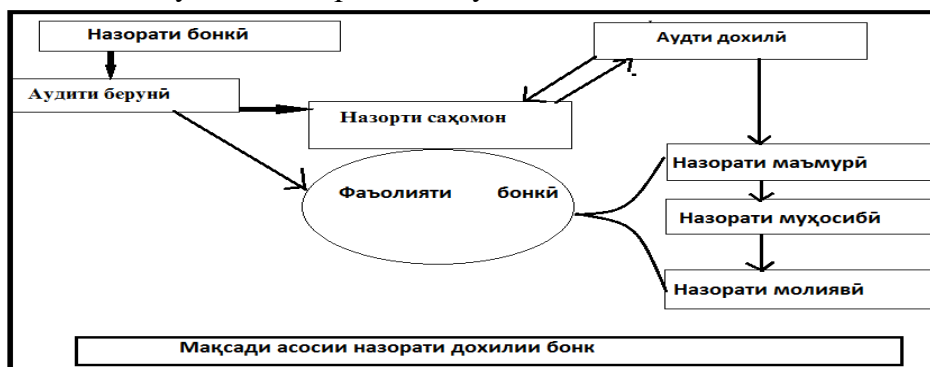 Назорати бонкӣ
Аудти дохилӣ
Аудити берунӣ
Назорти саҳомон
Назорати маъмурӣ
Фаъолияти бонкӣ
Назорати муҳосибӣ
Назорати молиявӣ
Мақсади асосии назорати дохилии бонк